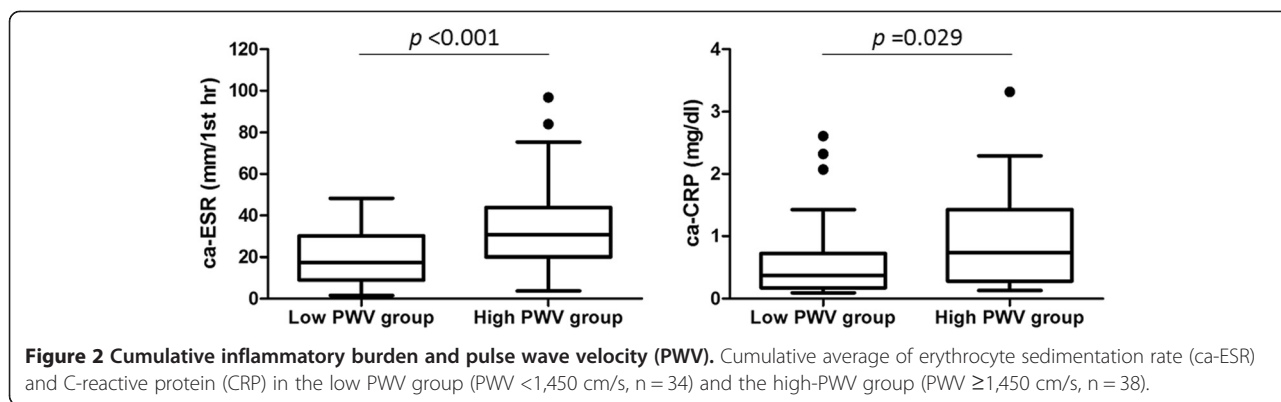 p <0.001
120
100
80
60
40
20
0
ca-ESR (mm/1st hr)
Low PWV group High PWV group
p =0.029
4
3
2
1
0
ca-CRP (mg/dl)
Low PWV group High PWV group
Figure 2 Cumulative inflammatory burden and pulse wave velocity (PWV). Cumulative average of erythrocyte sedimentation rate (ca-ESR)
and C-reactive protein (CRP) in the low PWV group (PWV <1,450 cm/s, n = 34) and the high-PWV group (PWV ≥1,450 cm/s, n = 38).